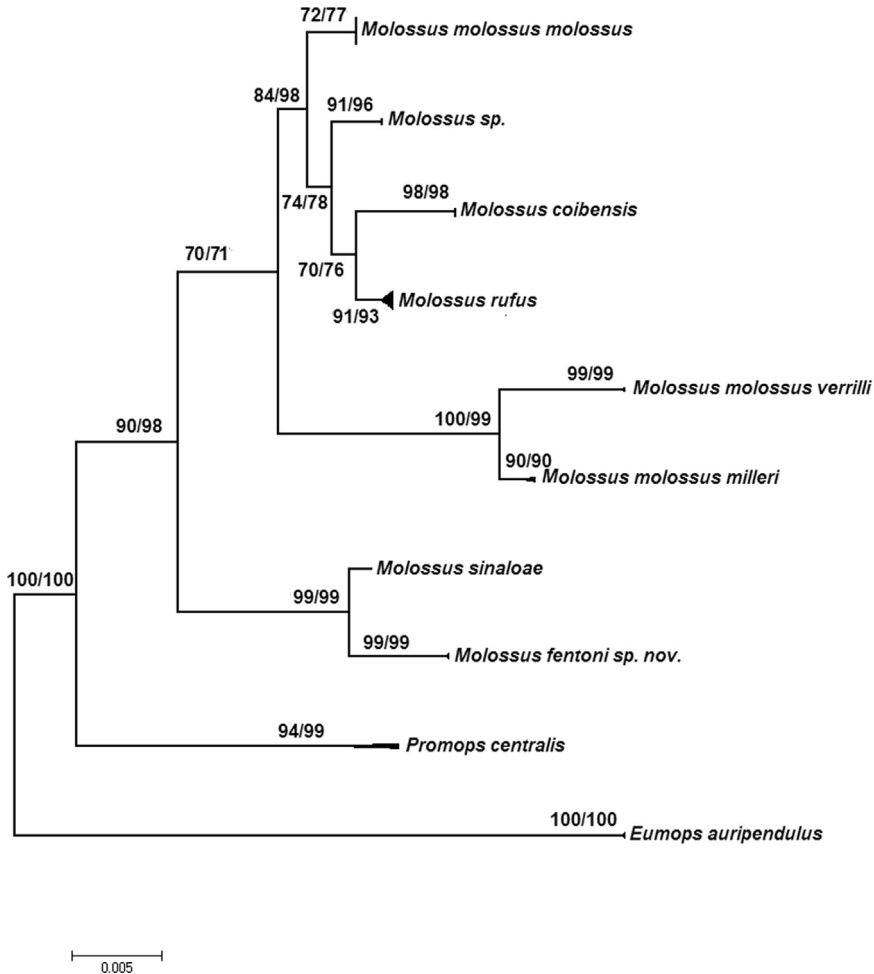 72/77
Molossus molossus molossus
84/98
91/96
Molossus sp.
74/78
98/98
Molossus coibensis
70/71
70/76
91/93
Molossus rufus
99/99
Molossus molossus verrilli
100/99
90/98
90/90
Molossus molossus milleri
Molossus sinaloae
100/100
99/99
99/99
Molossus fentoni sp. nov.
94/99
Promops centralis
100/100
Eumops auripendulus
0.005